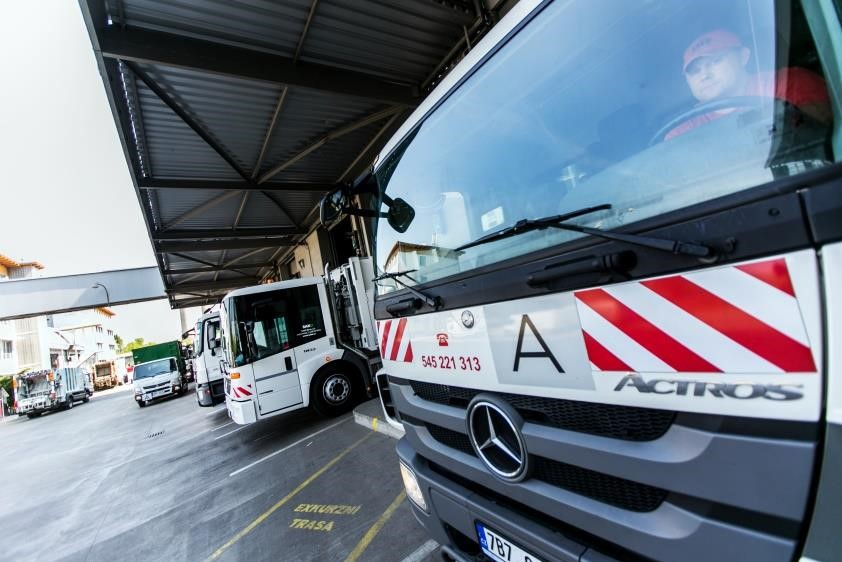 545 221 313
A
ACTROS
EXKURZNÍ
TRASA
7B7